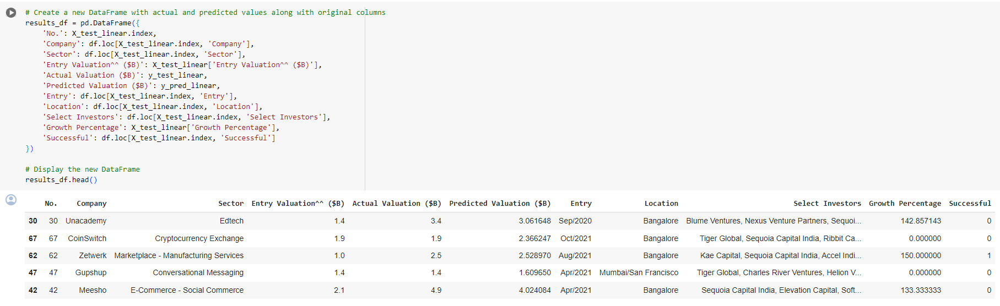 # Create a new DataFrame with actual and predicted values along with original columns
results_df = pd.DataFrame({
    'No.': X_test_linear.index,
    'Company': df.loc[X_test_linear.index, 'Company'],
    'Sector': df.loc[X_test_linear.index, 'Sector'],
    'Entry Valuation^^ ($B)': X_test_linear['Entry Valuation^^ ($B)'],
    'Actual Valuation ($B)': y_test_linear,
    'Predicted Valuation ($B)': y_pred_linear,
    'Entry': df.loc[X_test_linear.index, 'Entry'],
    'Location': df.loc[X_test_linear.index, 'Location'],
    'Select Investors': df.loc[X_test_linear.index, 'Select Investors'],
    'Growth Percentage': X_test_linear['Growth Percentage'],
    'Successful': df.loc[X_test_linear.index, 'Successful']
})
# Display the new DataFrame
results_df.head()
No. Company Sector Entry Valuation^^ ($B) Actual Valuation ($B) Predicted Valuation ($B) Entry Location Select Investors Growth Percentage Successful
30 30 Unacademy Edtech 1.4 3.4 3.061648 Sep/2020 Bangalore Blume Ventures, Nexus Venture Partners, Sequoi... 142.857143 0
67 67 CoinSwitch Cryptocurrency Exchange 1.9 1.9 2.366247 Oct/2021 Bangalore Tiger Global, Sequoia Capital India, Ribbit Ca... 0.000000 0
62 62 Zetwerk Marketplace - Manufacturing Services 1.0 2.5 2.528970 Aug/2021 Bangalore Kae Capital, Sequoia Capital India, Accel Indi... 150.000000 1
47 47 Gupshup Conversational Messaging 1.4 1.4 1.609650 Apr/2021 Mumbai/San Francisco Tiger Global, Charles River Ventures, Helion V... 0.000000 0
42 42 Meesho E-Commerce - Social Commerce 2.1 4.9 4.024084 Apr/2021 Bangalore Sequoia Capital India, Elevation Capital, Soft... 133.333333 0